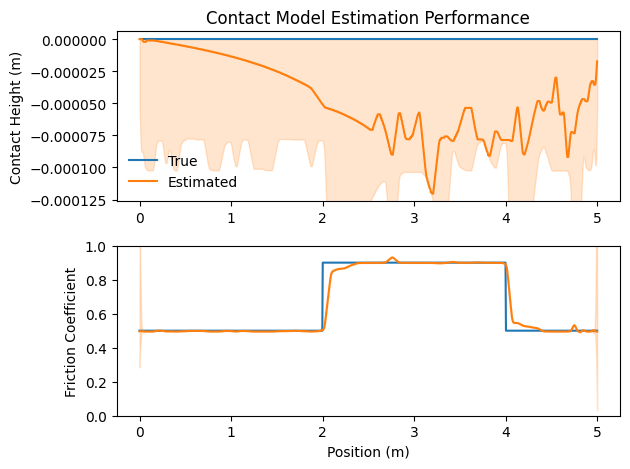 Contact Model Estimation Performance
Contact Height (m)
0.000000
−0.000025
−0.000050
−0.000075
−0.000100
−0.000125
True
Estimated
0 1 2 3 4 5
Friction Coefficient
1.0
0.8
0.6
0.4
0.2
0.0
0 1 2 3 4 5
Position (m)